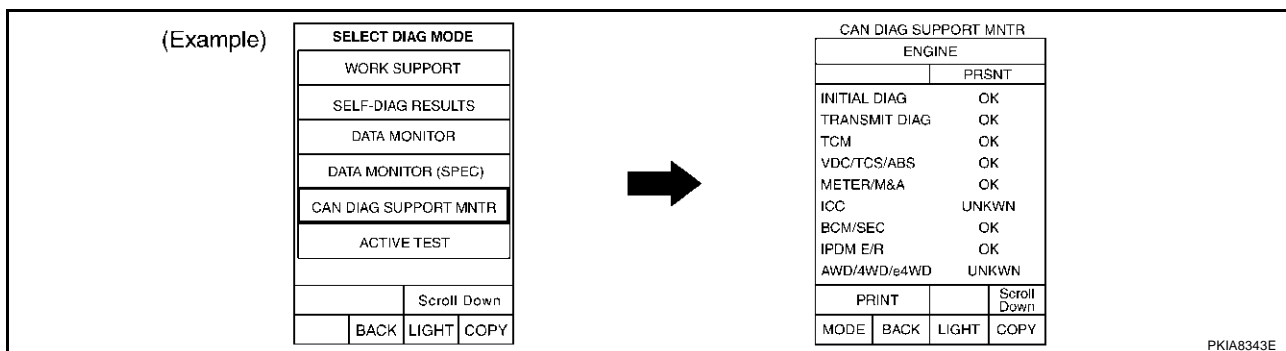 (Example)
SELECT DIAG MODE
WORK SUPPORT
SELF-DIAG RESULTS
DATA MONITOR
DATA MONITOR (SPEC)
CAN DIAG SUPPORT MNTR
ACTIVE TEST
Scroll Down
BACK LIGHT COPY
CAN DIAG SUPPORT MNTR
ENGINE
PRSNT
INITIAL DIAG OK
TRANSMIT DIAG OK
TCM OK
VDC/TCS/ABS OK
METER/M&A OK
ICC UNKWN
BCM/SEC OK
IPDM E/R OK
AWD/4WD/e4WD UNKWN
PRINT Scroll Down
MODE BACK LIGHT COPY
PKIA8343E